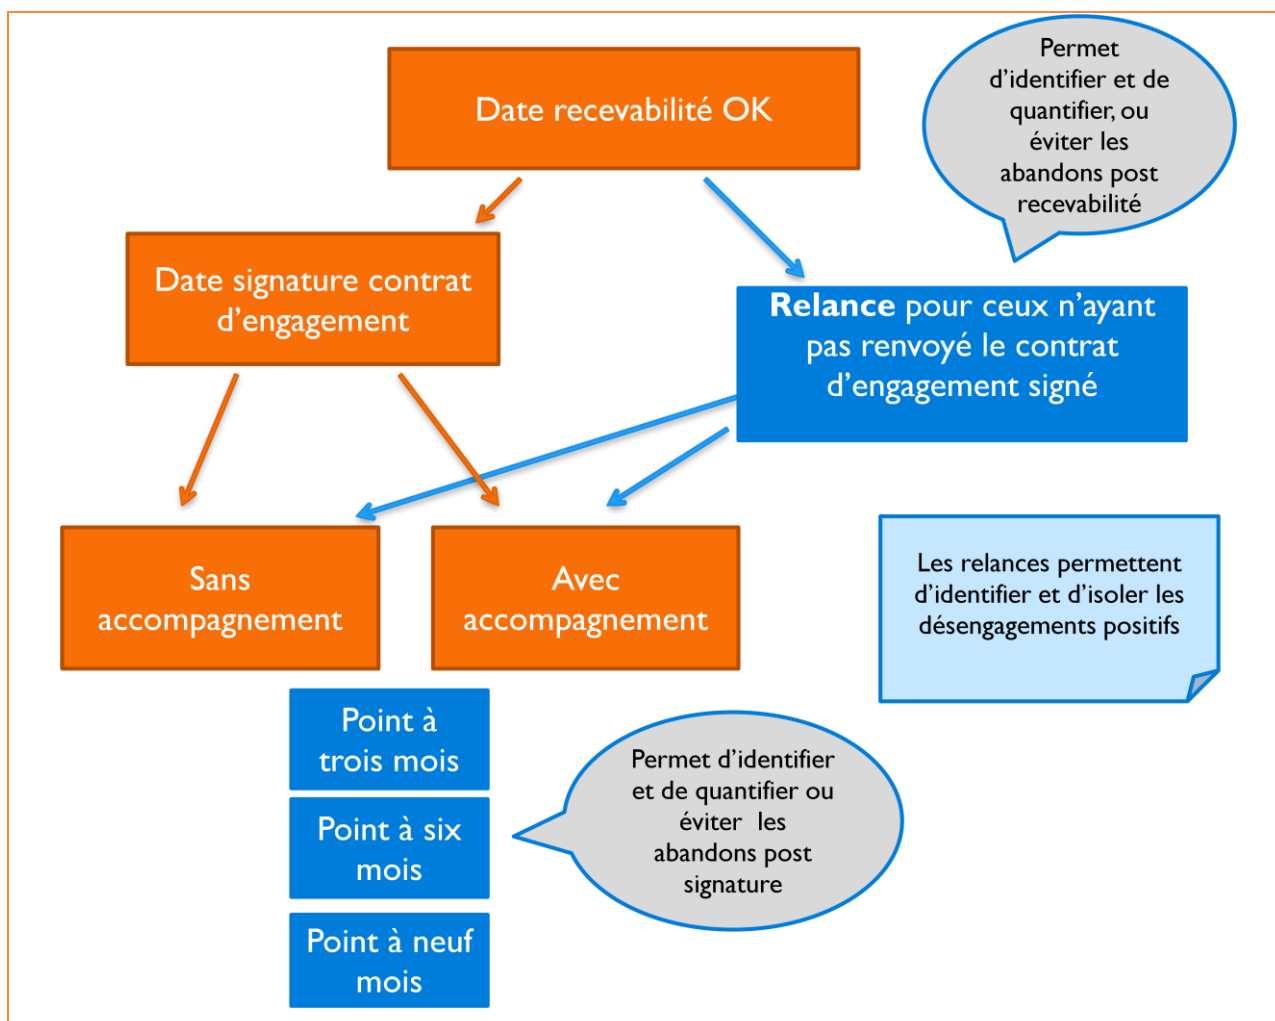 Date recevabilité OK
Permet
d'identifier et de
quantifier, ou
éviter les
abandons post
recevabilité
Date signature contrat
d'engagement
Relance pour ceux n'ayant
pas renvoyé le contrat
d'engagement signé
Sans
accompagnement
Avec
accompagnement
Les relances permettent
d'identifier et d'isoler les
désengagements positifs
Point à
trois mois
Point à six
mois
Point à neuf
mois
Permet d'identifier
et de quantifier ou
éviter les
abandons post
signature